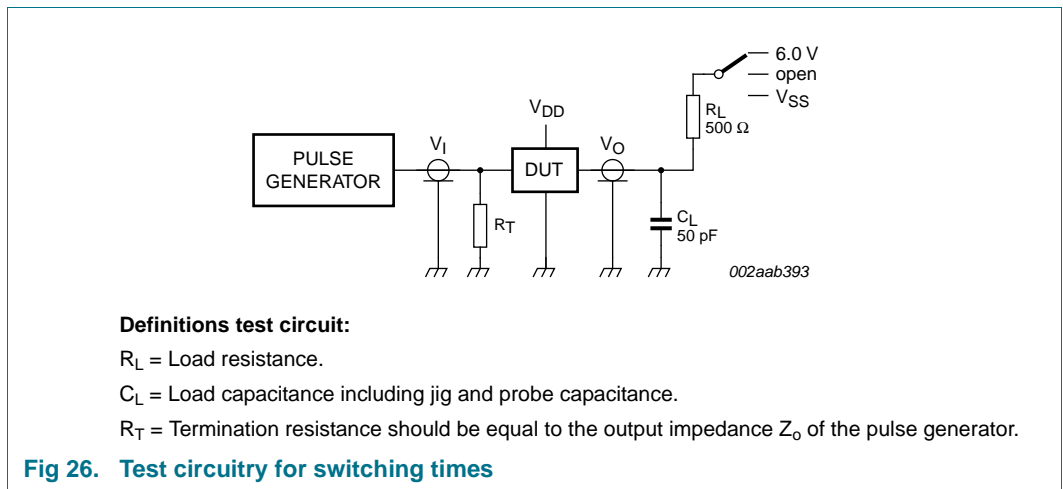 6.0 V
open
VSS
RL
500 Ω
VDD
VI
VO
PULSE
GENERATOR
DUT
RT
CL
50 pF
002aab393
Definitions test circuit:
RL = Load resistance.
CL = Load capacitance including jig and probe capacitance.
RT = Termination resistance should be equal to the output impedance Zo of the pulse generator.
Fig 26. Test circuitry for switching times